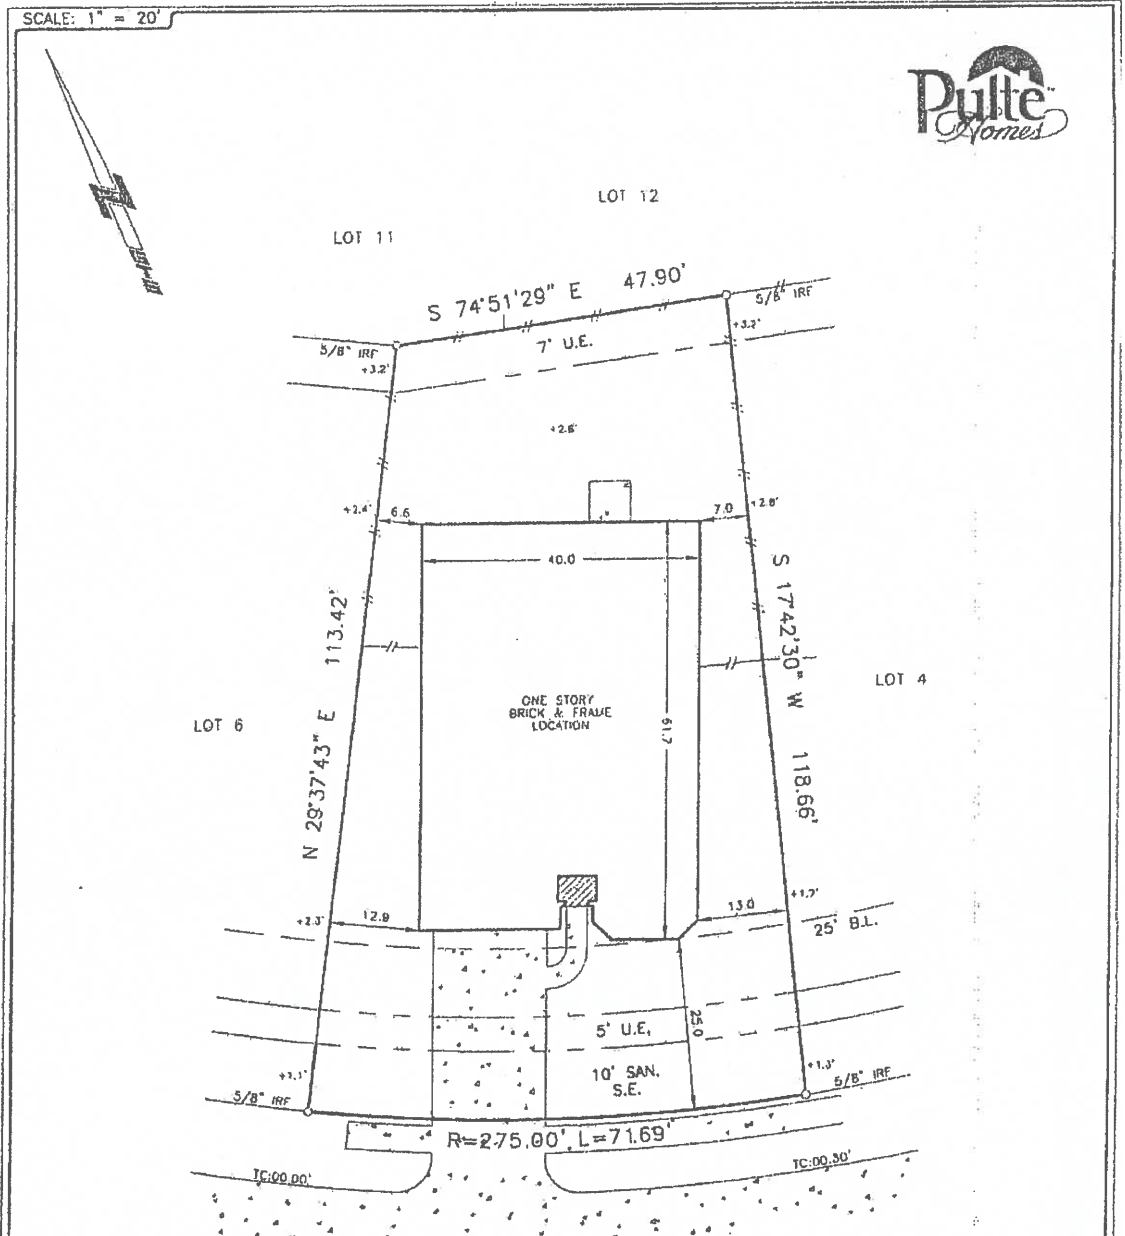 SCALE: 1" = 20'
Pulte
Homes
LOT 12
LOT 11
S 74°51'29" E 47.90'
5/8" IRF
+3.2'
7' U.E.
5/8" IRF
+3.2'
+2.8'
+2.4'
6.6
7.0
+2.8'
40.0
N 29°37'43" E 113.42'
S 17°42'30" W 118.66'
LOT 4
LOT 6
ONE STORY
BRICK & FRAME
LOCATION
61.7
+2.3'
12.9
13.0
+1.7'
25' B.L.
5' U.E.
25.0
10' SAN.
S.E.
5/8" IRF
+1.3'
5/8" IRF
R=275.00' L=71.69'
TC:00.00'
TC:00.30'